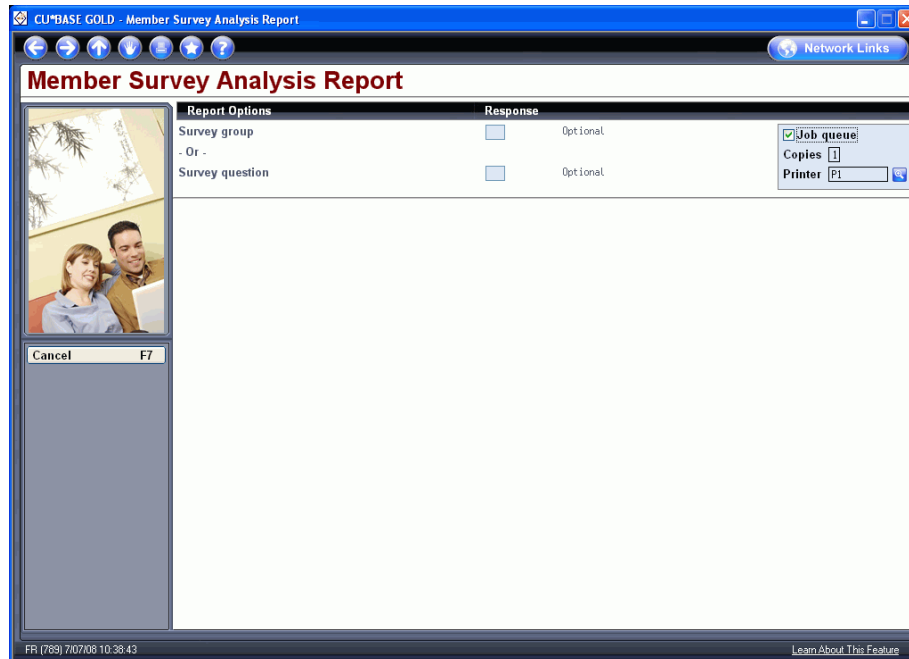 CU*BASE GOLD - Member Survey Analysis Report
Network Links
Member Survey Analysis Report
Report Options Response
Survey group Optional
- Or -
Survey question Optional
Job queue
Copies 1
Printer P1
Cancel F7
FR (789) 7/07/08 10:38:43
Learn About This Feature